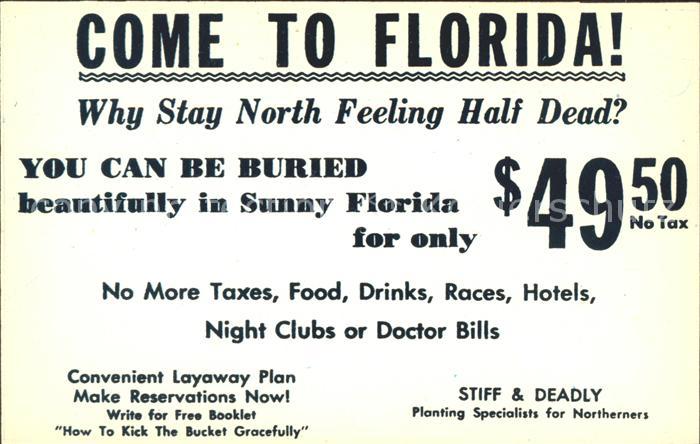 COME TO FLORIDA!
Why Stay North Feeling Half Dead?
YOU CAN BE BURIED
beautifully in Sunny Florida
for only
$49.50
No Tax
No More Taxes, Food, Drinks, Races, Hotels,
Night Clubs or Doctor Bills
Convenient Layaway Plan
Make Reservations Now!
Write for Free Booklet
"How To Kick The Bucket Gracefully"
STIFF & DEADLY
Planting Specialists for Northerners